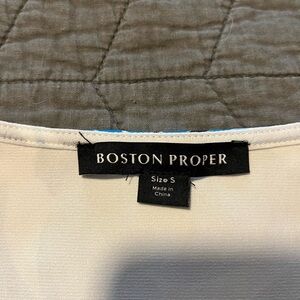 BOSTON PROPER
Size S
Made in
China